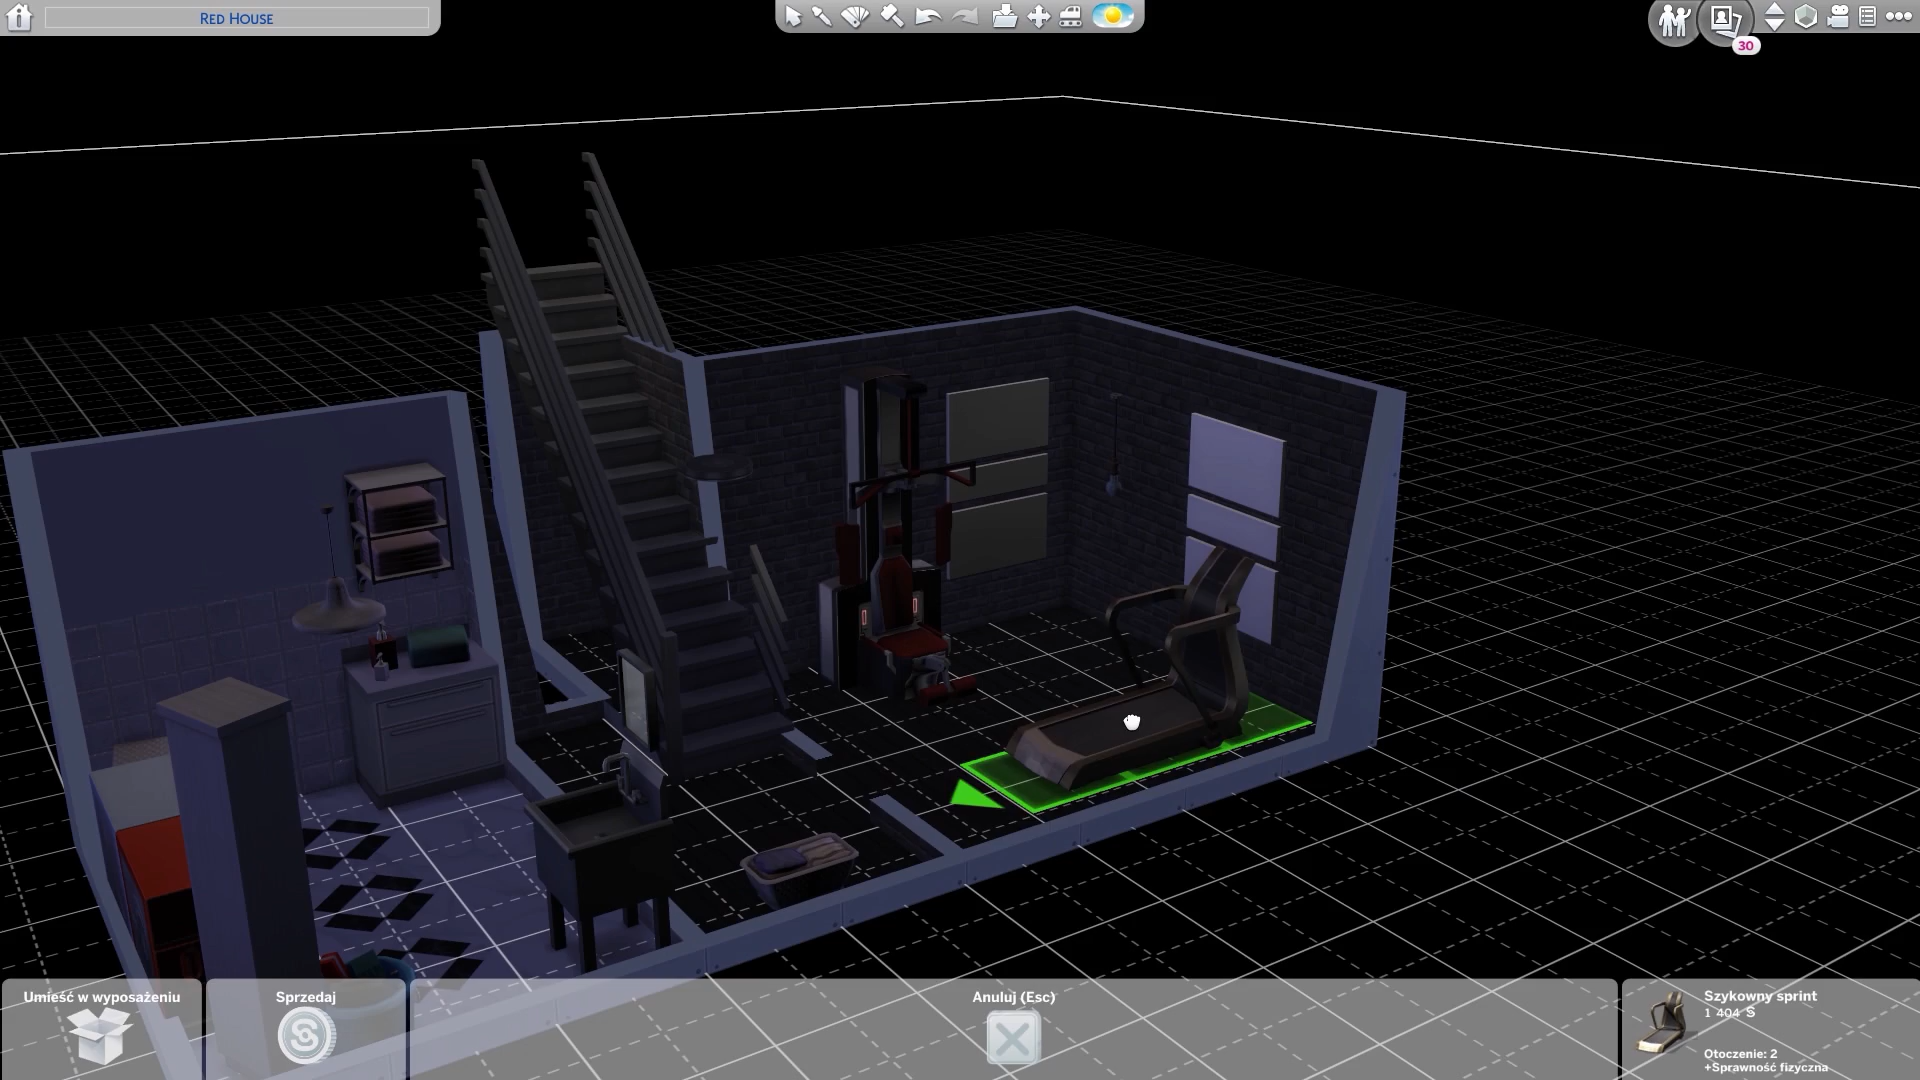 RED HOUSE
30
Umieść w wyposażeniu
Sprzedaj
Anuluj (Esc)
Szykowny sprint
1 404 §
Otoczenie: 2
+Sprawność fizyczna